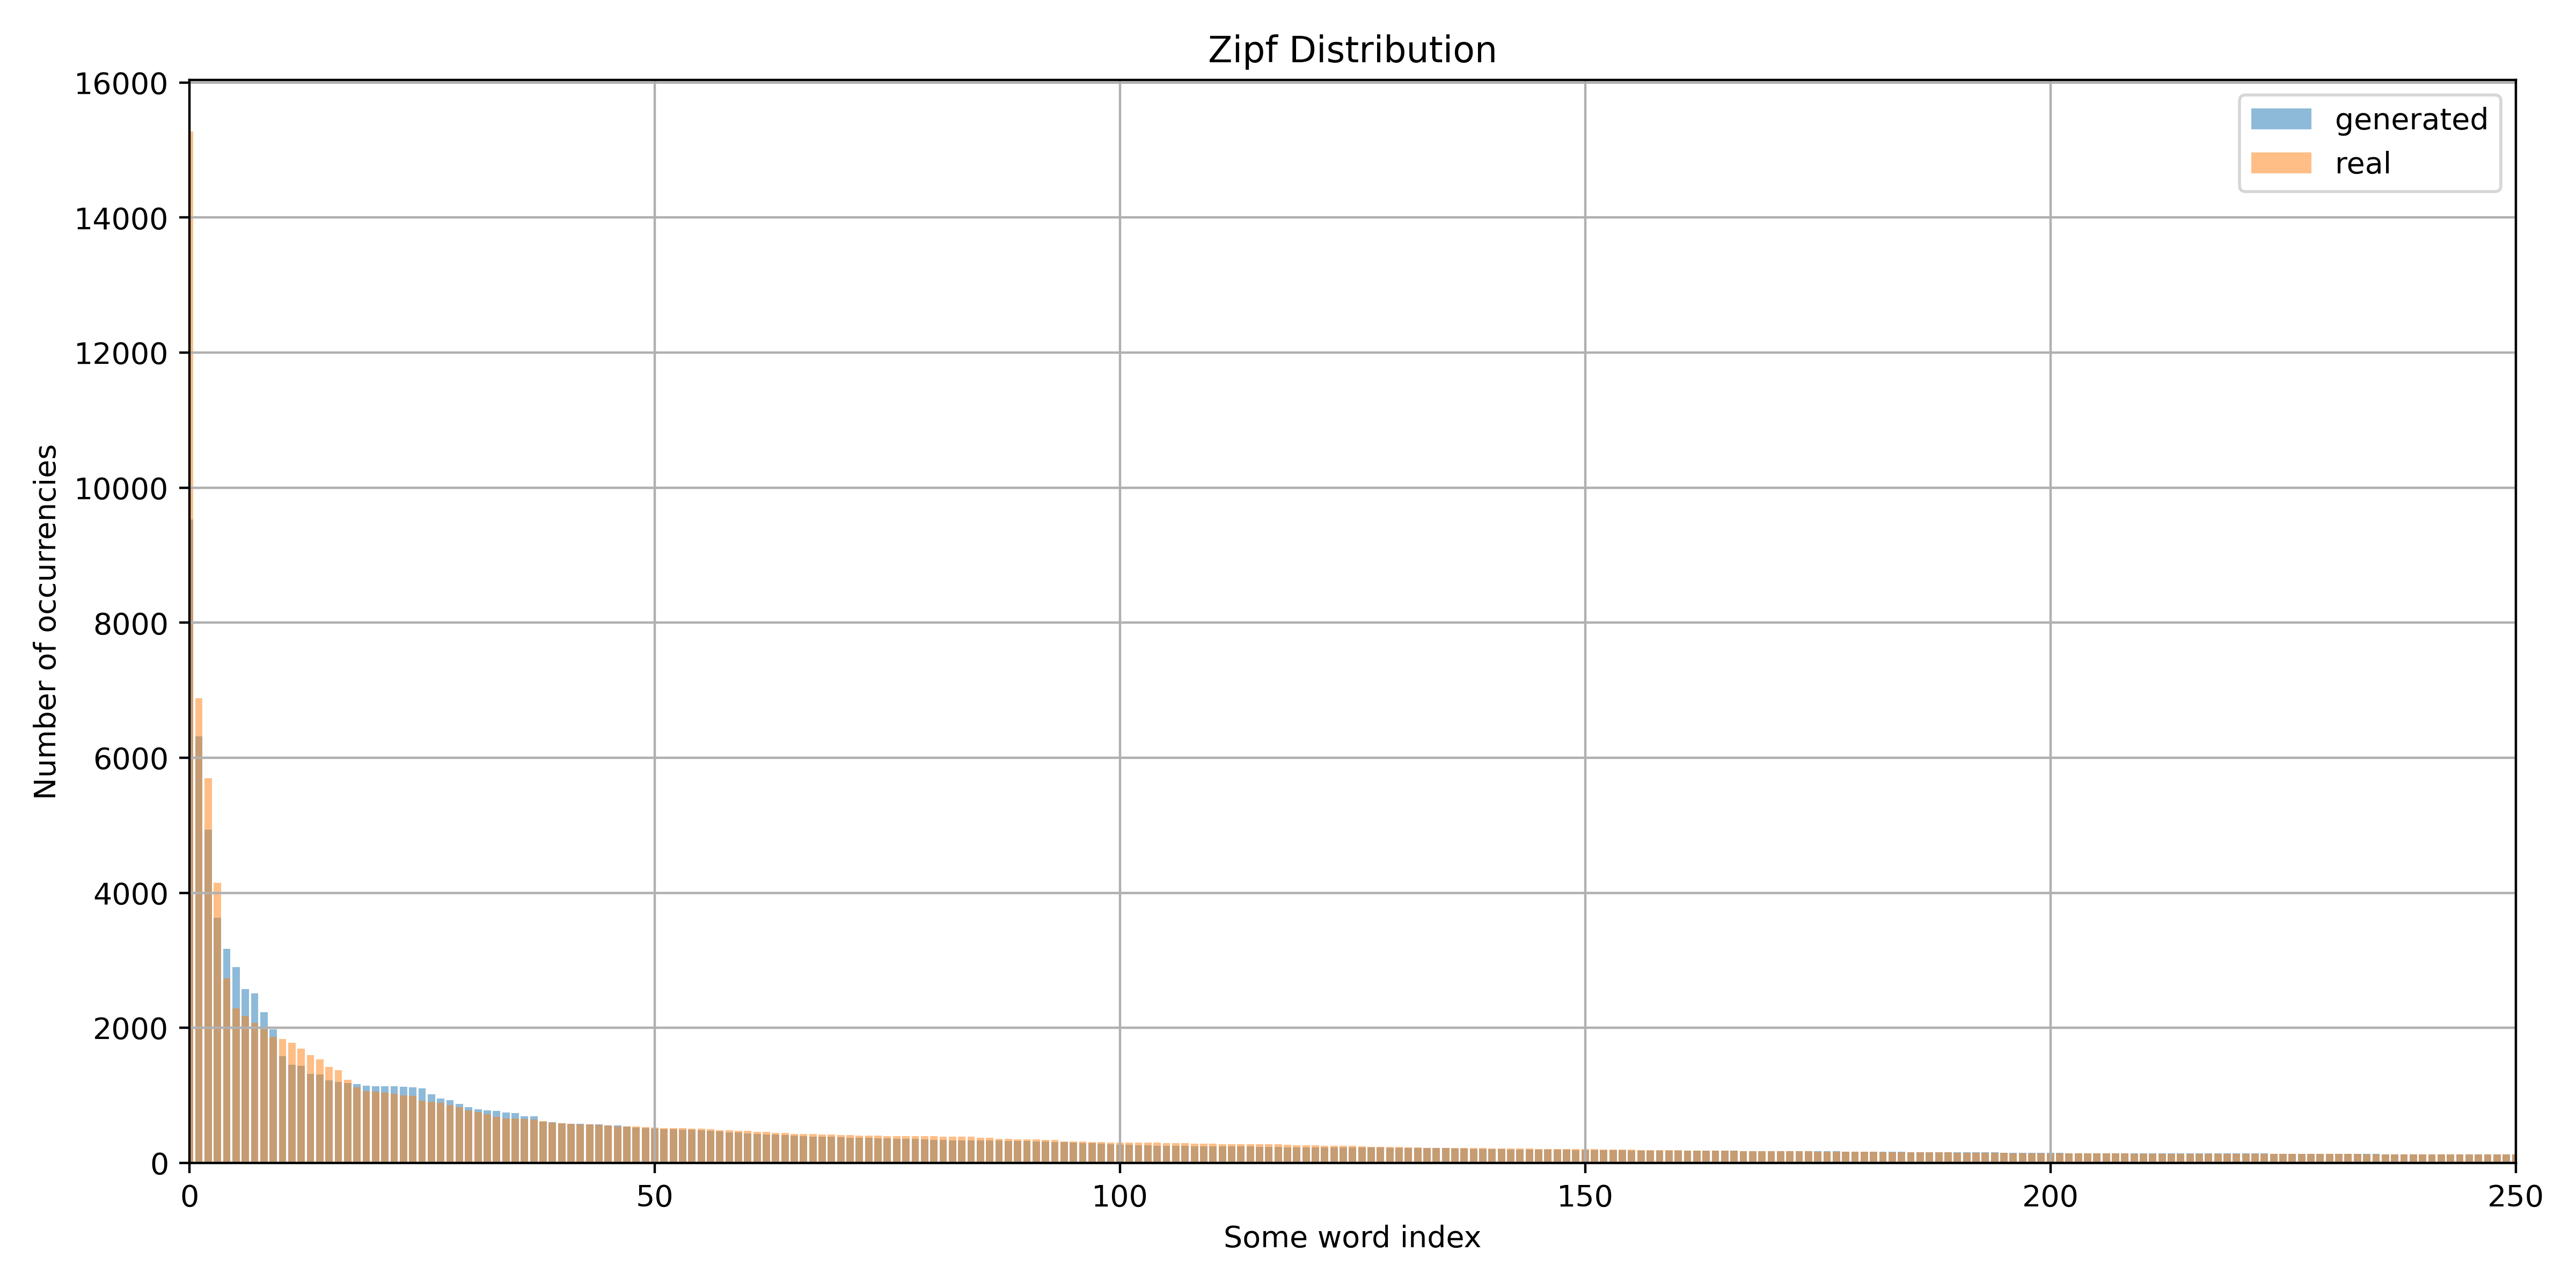 Zipf Distribution
16000
14000
12000
10000
8000
6000
4000
2000
0
Number of occurrencies
0 50 100 150 200 250
Some word index
generated
real